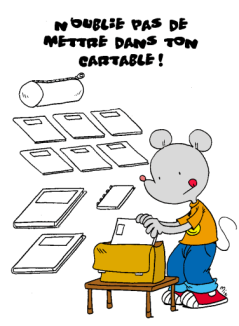 N'OUBLIE PAS DE
METTRE DANS TON
CARTABLE!